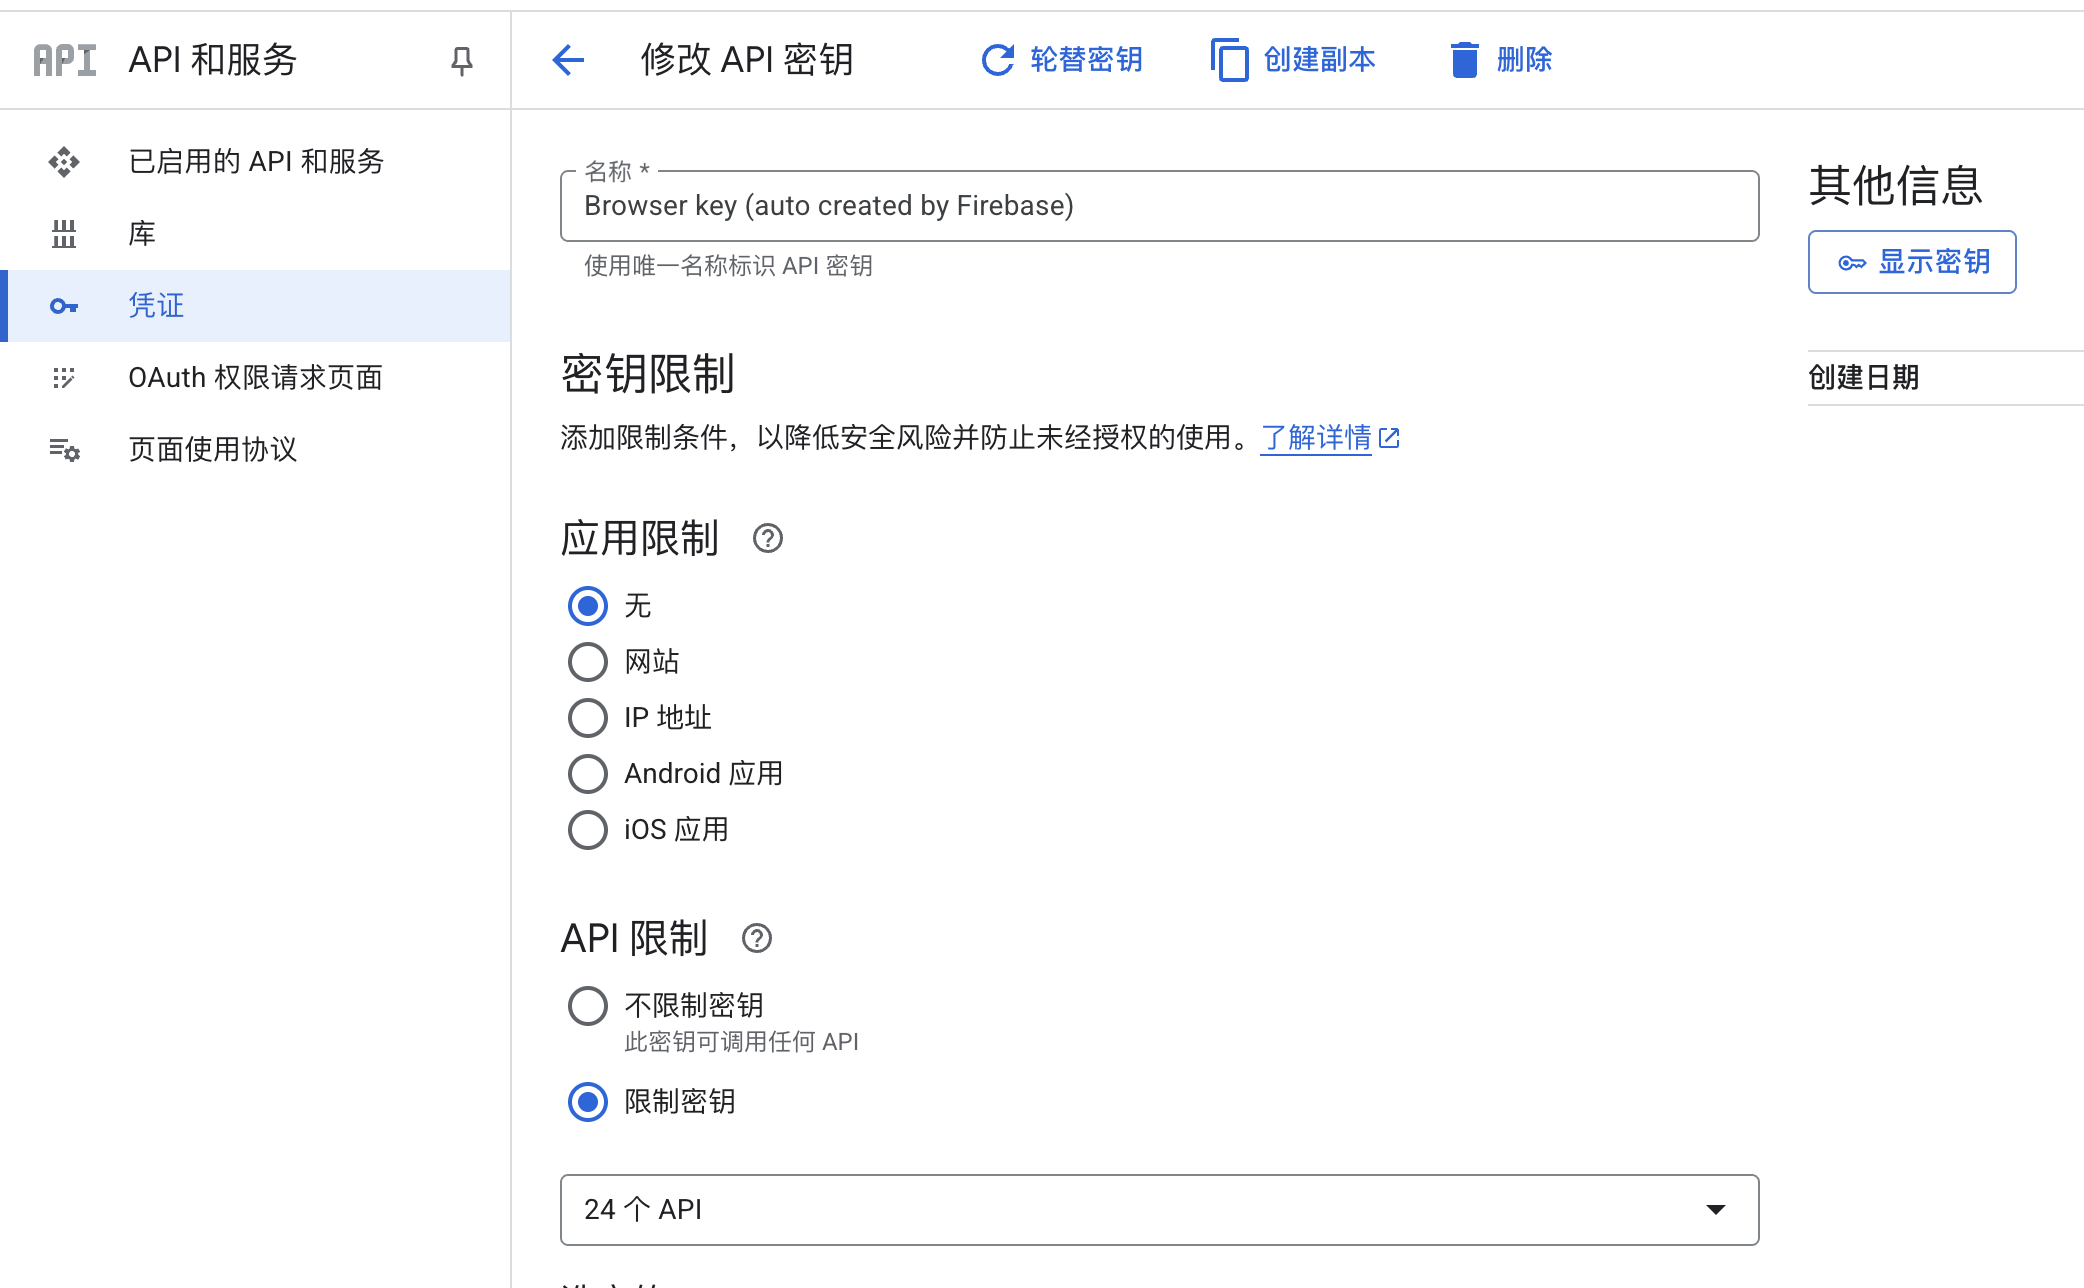 API API 和服务
已启用的 API 和服务
库
凭证
OAuth 权限请求页面
页面使用协议
修改 API 密钥 轮替密钥 创建副本 删除
名称 *
Browser key (auto created by Firebase)
使用唯一名称标识 API 密钥
密钥限制
添加限制条件，以降低安全风险并防止未经授权的使用。了解详情
应用限制
无
网站
IP 地址
Android 应用
iOS 应用
API 限制
不限制密钥
此密钥可调用任何 API
限制密钥
24 个 API
其他信息
显示密钥
创建日期